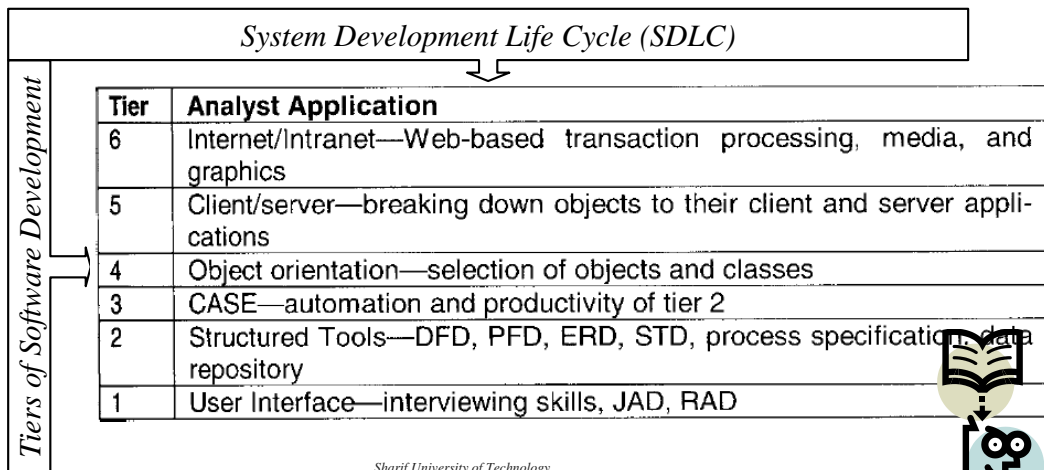 System Development Life Cycle (SDLC)
Tiers of Software Development
Tier Analyst Application
6 Internet/Intranet—Web-based transaction processing, media, and
graphics
5 Client/server—breaking down objects to their client and server appli-
cations
4 Object orientation—selection of objects and classes
3 CASE—automation and productivity of tier 2
2 Structured Tools—DFD, PFD, ERD, STD, process specification, data
repository
1 User Interface—interviewing skills, JAD, RAD
Sharif University of Technology